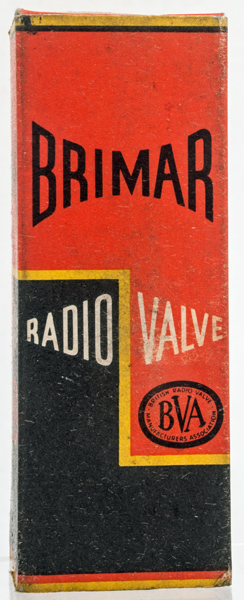 BRIMAR
RADIO VALVE
BRITISH RADIO VALVE
BVA
MANUFACTURERS ASSOCIATION